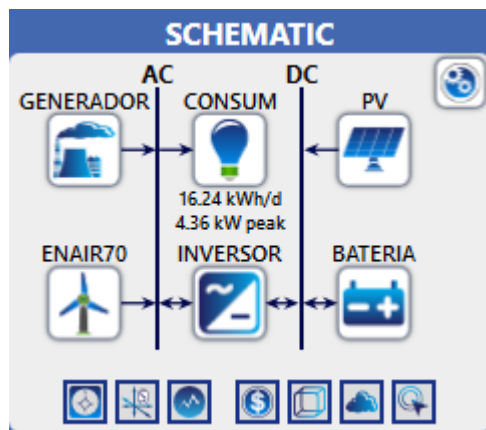 SCHEMATIC
AC DC
GENERADOR CONSUM PV
16.24 kWh/d
4.36 kW peak
ENAIR70 INVERSOR BATERIA